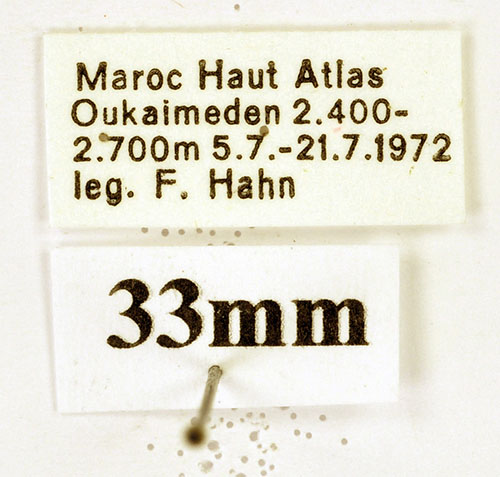 Maroc Haut Atlas
Oukaimeden 2.400-
2.700m 5.7.-21.7.1972
leg. F. Hahn
33mm